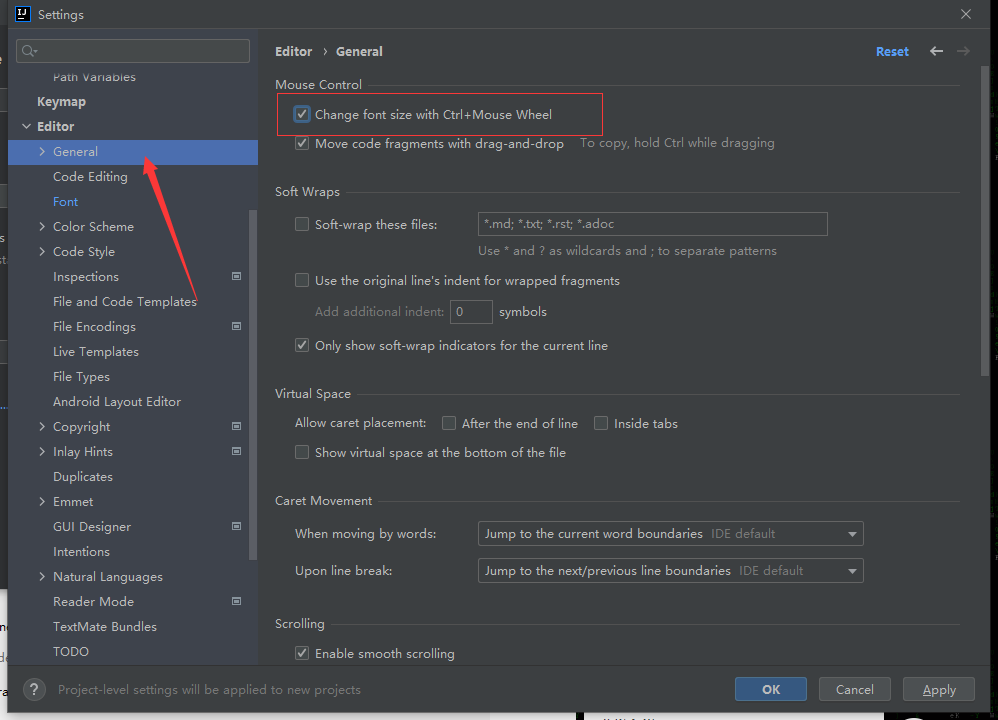 Settings
Path Variables
Keymap
Editor
General
Code Editing
Font
Color Scheme
Code Style
Inspections
File and Code Templates
File Encodings
Live Templates
File Types
Android Layout Editor
Copyright
Inlay Hints
Duplicates
Emmet
GUI Designer
Intentions
Natural Languages
Reader Mode
TextMate Bundles
TODO
Editor › General
Reset
Mouse Control
Change font size with Ctrl+Mouse Wheel
Move code fragments with drag-and-drop To copy, hold Ctrl while dragging
Soft Wraps
Soft-wrap these files: *.md; *.txt; *.rst; *.adoc
Use * and ? as wildcards and ; to separate patterns
Use the original line's indent for wrapped fragments
Add additional indent: 0 symbols
Only show soft-wrap indicators for the current line
Virtual Space
Allow caret placement: After the end of line Inside tabs
Show virtual space at the bottom of the file
Caret Movement
When moving by words: Jump to the current word boundaries IDE default
Upon line break: Jump to the next/previous line boundaries IDE default
Scrolling
Enable smooth scrolling
? Project-level settings will be applied to new projects
OK Cancel Apply